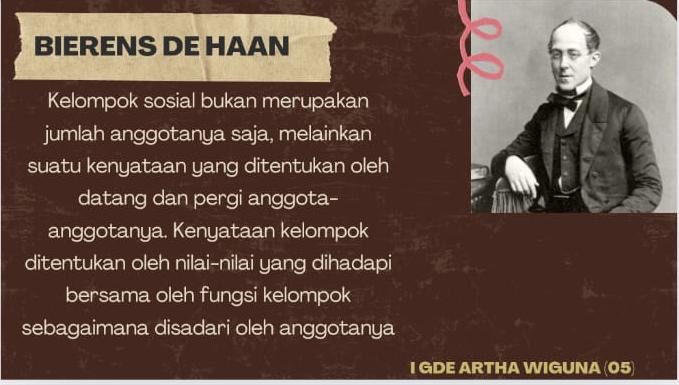 BIERENS DE HAAN
Kelompok sosial bukan merupakan
jumlah anggotanya saja, melainkan
suatu kenyataan yang ditentukan oleh
datang dan pergi anggota-
anggotanya. Kenyataan kelompok
ditentukan oleh nilai-nilai yang dihadapi
bersama oleh fungsi kelompok
sebagaimana disadari oleh anggotanya
I GDE ARTHA WIGUNA (05)